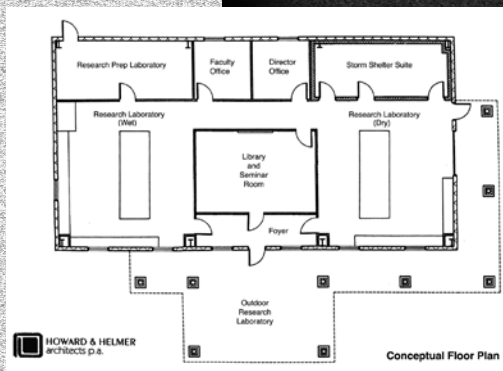 Research Prep Laboratory
Faculty
Office
Director
Office
Storm Shelter Suite
Research Laboratory
(Wet)
Research Laboratory
(Dry)
Library
and
Seminar
Room
Foyer
Outdoor
Research
Laboratory
HOWARD & HELMER
architects p.a.
Conceptual Floor Plan